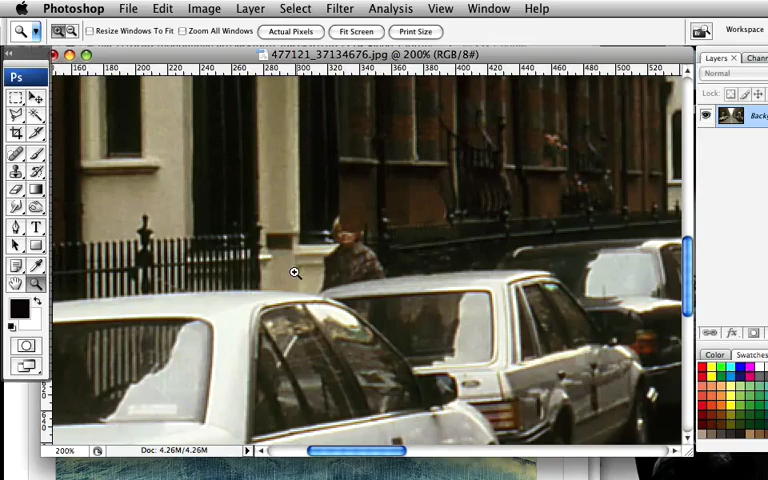 Photoshop File Edit Image Layer Select Filter Analysis View Window Help
Resize Windows To Fit Zoom All Windows Actual Pixels Fit Screen Print Size Workspace
477121_37134676.jpg @ 200% (RGB/8#)
Layers × Chann
160 180 200 220 240 260 280 300 320 340 360 380 400 420 440 460 480 500 520
Ps
Normal
Lock:
Backg
T
fx
Color Swatches
200% Doc: 4.26M/4.26M